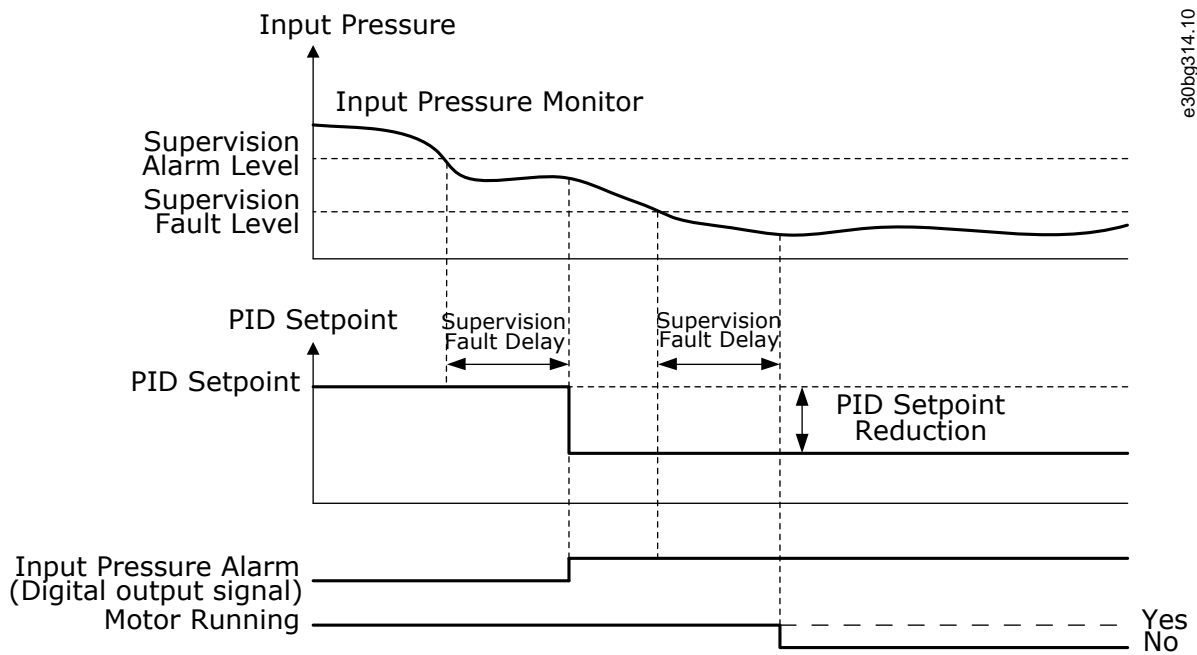 Input Pressure
e30bg314.10
Input Pressure Monitor
Supervision
Alarm Level
Supervision
Fault Level
PID Setpoint
Supervision
Fault Delay
Supervision
Fault Delay
PID Setpoint
PID Setpoint
Reduction
Input Pressure Alarm
(Digital output signal)
Motor Running
Yes
No